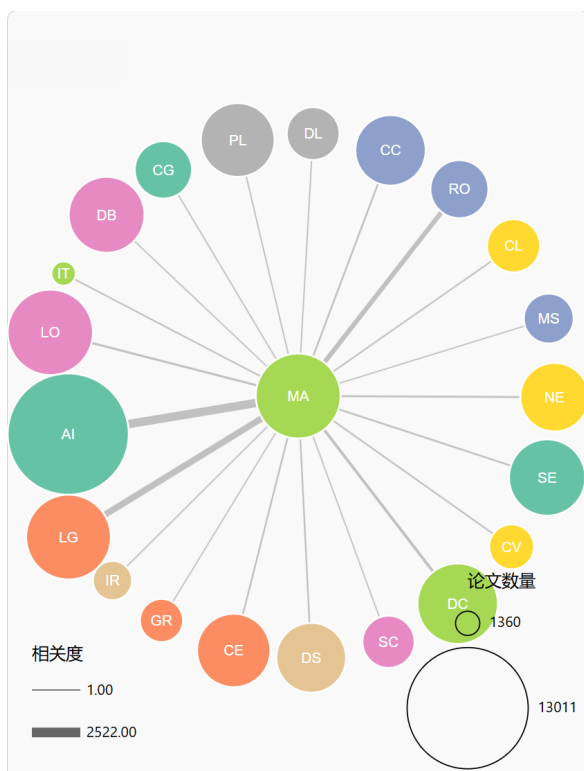 PL
DL
CC
CG
RO
DB
CL
IT
MS
LO
MA
NE
AI
SE
LG
CV
IR
论文数量
DC
GR
1360
SC
CE
DS
相关度
1.00
13011
2522.00